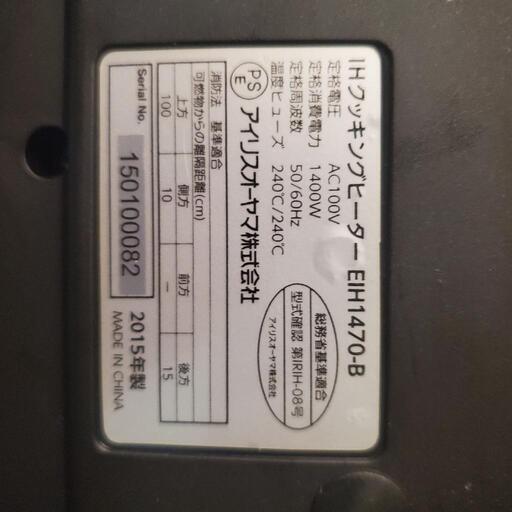 IHクッキングヒーター EIH1470-B
定格電圧 AC100V
定格消費電力 1400W
定格周波数 50/60Hz
温度ヒューズ 240℃/240℃
総務省基準適合
型式確認 第IRIH-08号
アイリスオーヤマ株式会社
PS
E
アイリスオーヤマ株式会社
消防法 基準適合
可燃物からの離隔距離(cm)
上方 側方 前方 後方
100 10 － 15
Serial No. 150100082
2015年製
MADE IN CHINA